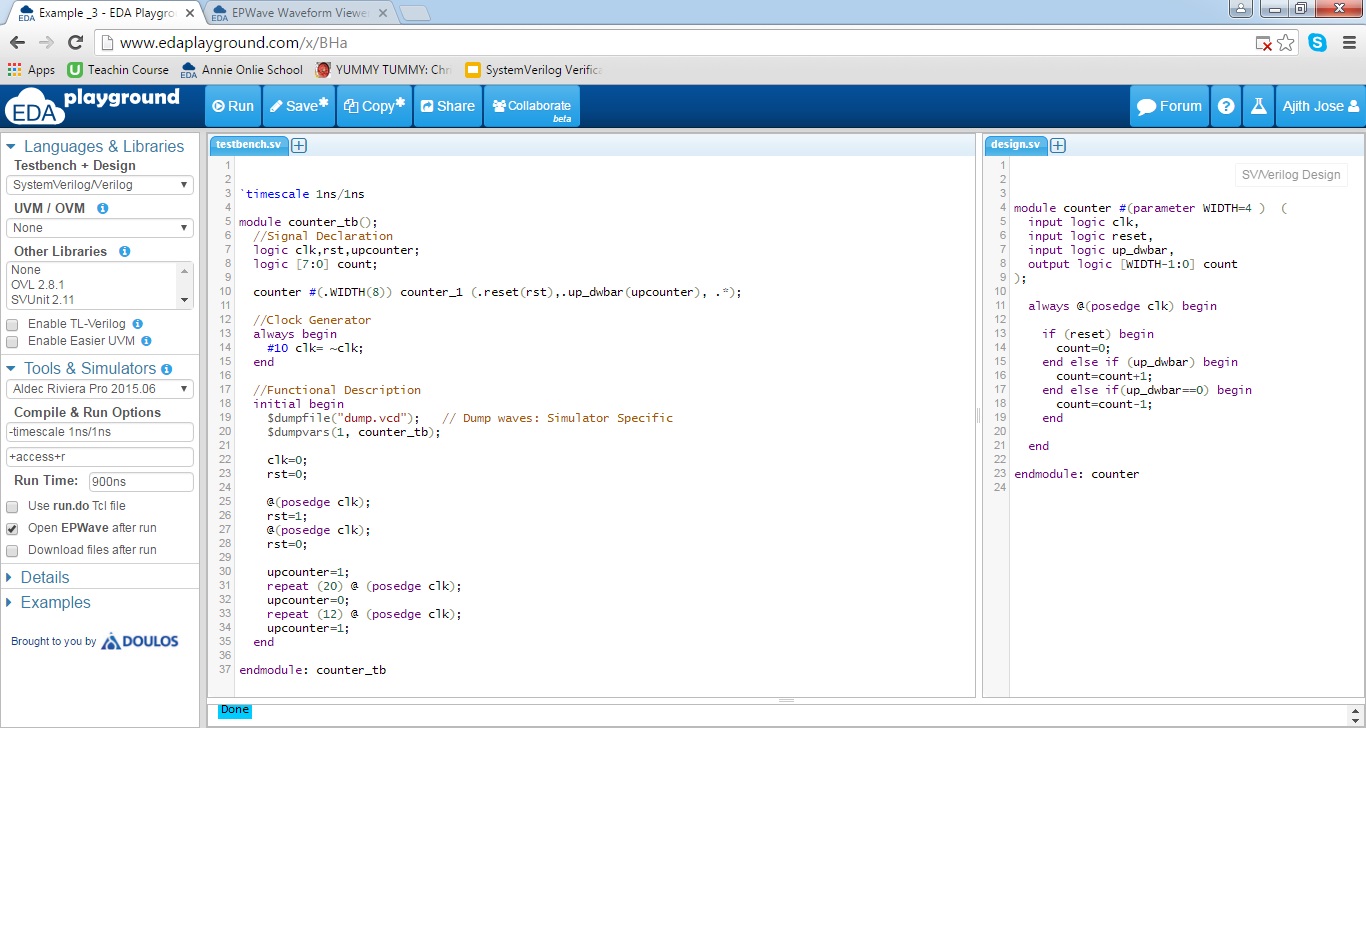 Example _3 - EDA Playgro
EPWave Waveform Viewer
www.edaplayground.com/x/BHa
Apps
Teachin Course
Annie Onlie School
YUMMY TUMMY: Chr
SystemVerilog Verifica
EDA playground
Run
Save*
Copy*
Share
Collaborate
beta
Forum
?
Ajith Jose
Languages & Libraries
Testbench + Design
SystemVerilog/Verilog
UVM / OVM
None
Other Libraries
None
OVL 2.8.1
SVUnit 2.11
Enable TL-Verilog
Enable Easier UVM
Tools & Simulators
Aldec Riviera Pro 2015.06
Compile & Run Options
-timescale 1ns/1ns
+access+r
Run Time: 900ns
Use run.do Tcl file
Open EPWave after run
Download files after run
Details
Examples
Brought to you by DOULOS
testbench.sv
1
2
3 `timescale 1ns/1ns
4
5 module counter_tb();
6 //Signal Declaration
7 logic clk,rst,upcounter;
8 logic [7:0] count;
9
10 counter #(.WIDTH(8)) counter_1 (.reset(rst),.up_dwbar(upcounter), .*);
11
12 //Clock Generator
13 always begin
14 #10 clk= ~clk;
15 end
16
17 //Functional Description
18 initial begin
19 $dumpfile("dump.vcd"); // Dump waves: Simulator Specific
20 $dumpvars(1, counter_tb);
21
22 clk=0;
23 rst=0;
24
25 @(posedge clk);
26 rst=1;
27 @(posedge clk);
28 rst=0;
29
30 upcounter=1;
31 repeat (20) @ (posedge clk);
32 upcounter=0;
33 repeat (12) @ (posedge clk);
34 upcounter=1;
35 end
36
37 endmodule: counter_tb
design.sv
SV/Verilog Design
1
2
3
4 module counter #(parameter WIDTH=4 ) (
5 input logic clk,
6 input logic reset,
7 input logic up_dwbar,
8 output logic [WIDTH-1:0] count
9 );
10
11 always @(posedge clk) begin
12
13 if (reset) begin
14 count=0;
15 end else if (up_dwbar) begin
16 count=count+1;
17 end else if(up_dwbar==0) begin
18 count=count-1;
19 end
20
21 end
22
23 endmodule: counter
24
Done